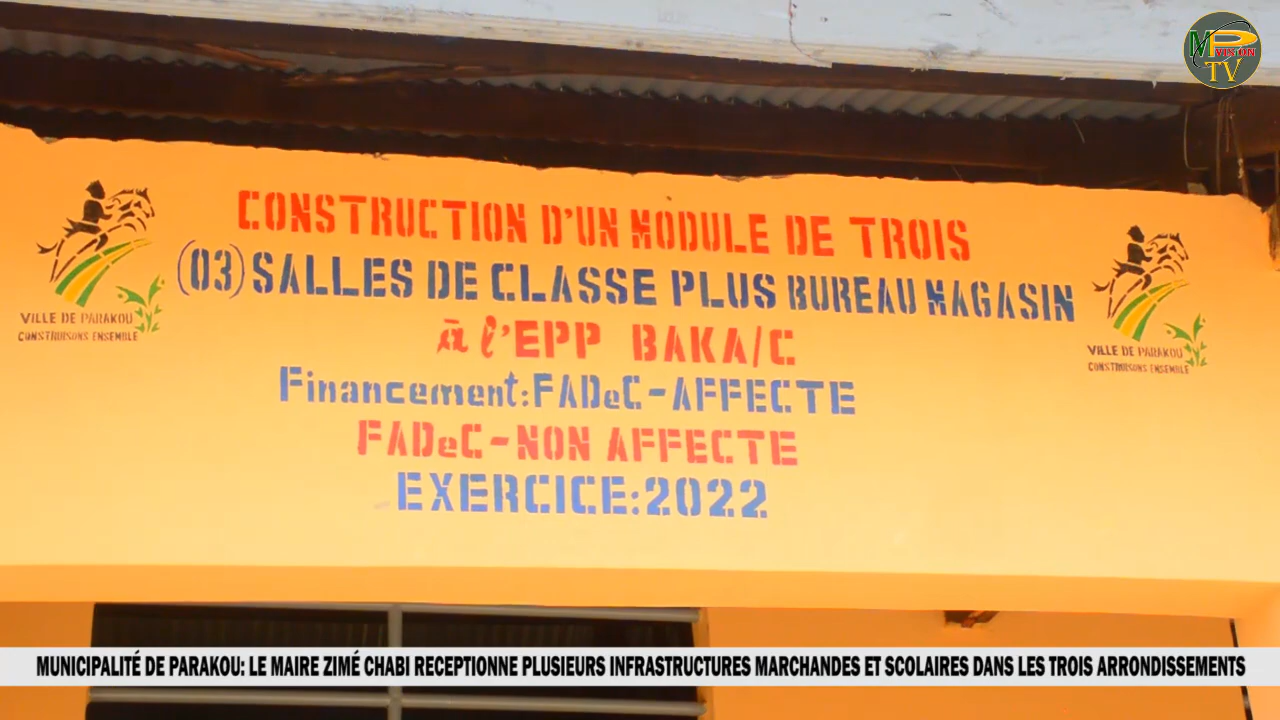 MP
VISION
TV
CONSTRUCTION D'UN MODULE DE TROIS
(03) SALLES DE CLASSE PLUS BUREAU MAGASIN
à l'EPP BAKA/C
Financement:FADeC-AFFECTE
FADeC-NON AFFECTE
EXERCICE:2022
VILLE DE PARAKOU
CONSTRUISONS ENSEMBLE
VILLE DE PARAKOU
CONSTRUISONS ENSEMBLE
MUNICIPALITÉ DE PARAKOU: LE MAIRE ZIMÉ CHABI RECEPTIONNE PLUSIEURS INFRASTRUCTURES MARCHANDES ET SCOLAIRES DANS LES TROIS ARRONDISSEMENTS